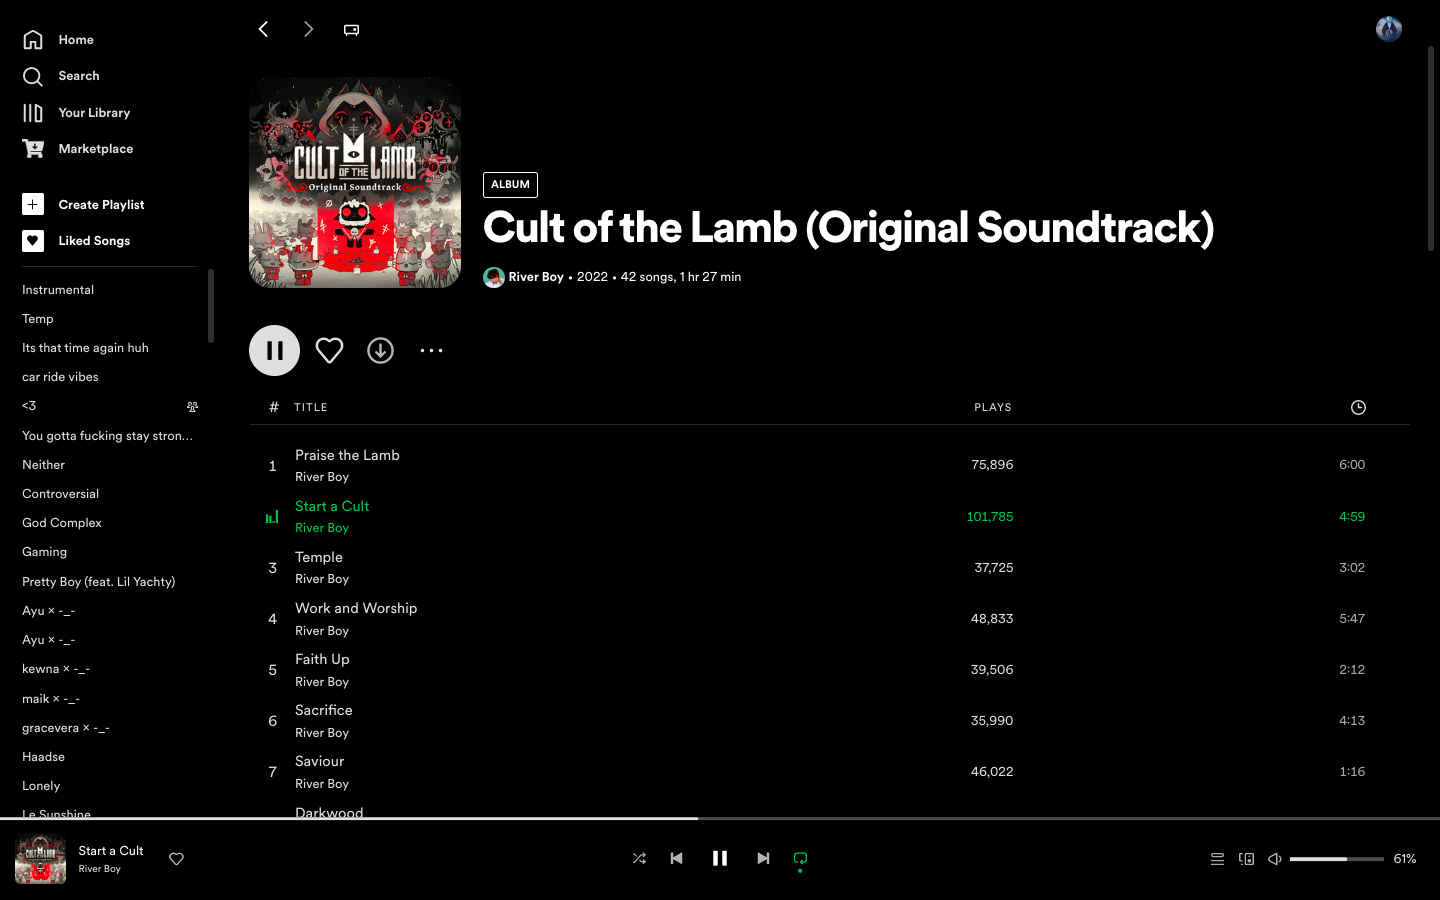 Home
Search
Your Library
Marketplace
Create Playlist
Liked Songs
Instrumental
Temp
Its that time again huh
car ride vibes
<3
You gotta fucking stay stron...
Neither
Controversial
God Complex
Gaming
Pretty Boy (feat. Lil Yachty)
Ayu × -_-
Ayu × -_-
kewna × -_-
maik × -_-
gracevera × -_-
Haadse
Lonely
Le Sunshine
CULT OF THE LAMB
Original Soundtrack
ALBUM
Cult of the Lamb (Original Soundtrack)
River Boy • 2022 • 42 songs, 1 hr 27 min
# TITLE PLAYS
1 Praise the Lamb 75,896 6:00
River Boy
Start a Cult 101,785 4:59
River Boy
3 Temple 37,725 3:02
River Boy
4 Work and Worship 48,833 5:47
River Boy
5 Faith Up 39,506 2:12
River Boy
6 Sacrifice 35,990 4:13
River Boy
7 Saviour 46,022 1:16
River Boy
Darkwood
CULT OF THE LAMB
Start a Cult
River Boy
61%